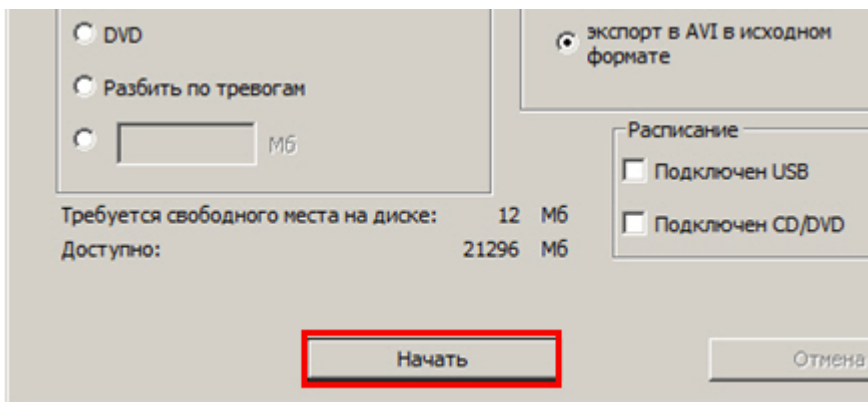 DVD
Разбить по тревогам
Мб
экспорт в AVI в исходном
формате
Расписание
Подключен USB
Подключен CD/DVD
Требуется свободного места на диске: 12 Мб
Доступно: 21296 Мб
Начать
Отмена